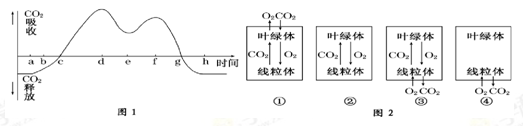 CO₂
吸收
a b c d e f g h 时间
CO₂
释放
图 1
O₂ CO₂
叶绿体
CO₂ O₂
线粒体
①
叶绿体
CO₂ O₂
线粒体
②
叶绿体
CO₂ O₂
线粒体
O₂ CO₂
③
叶绿体
线粒体
O₂ CO₂
④
图 2